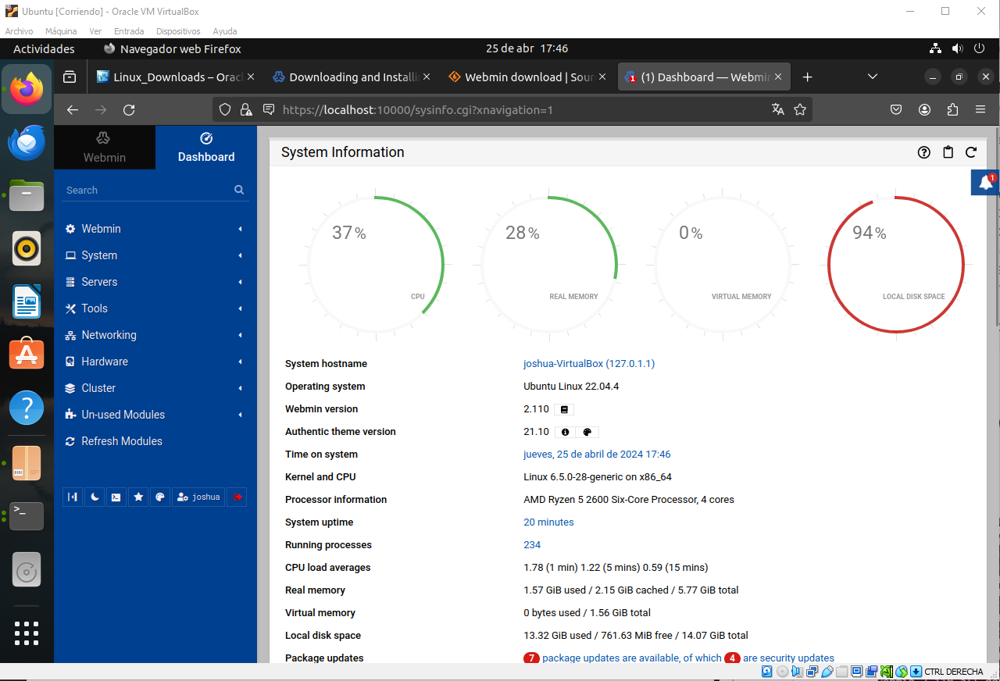 Ubuntu [Corriendo] - Oracle VM VirtualBox
Archivo Máquina Ver Entrada Dispositivos Ayuda
Actividades Navegador web Firefox 25 de abr 17:46
Linux_Downloads – Oracl Downloading and Installi Webmin download | Sour (1) Dashboard — Webmin
https://localhost:10000/sysinfo.cgi?xnavigation=1
Webmin Dashboard
Search
Webmin
System
Servers
Tools
Networking
Hardware
Cluster
Un-used Modules
Refresh Modules
joshua
System Information
1
37% 28% 0% 94%
CPU REAL MEMORY VIRTUAL MEMORY LOCAL DISK SPACE
System hostname joshua-VirtualBox (127.0.1.1)
Operating system Ubuntu Linux 22.04.4
Webmin version 2.110
Authentic theme version 21.10
Time on system jueves, 25 de abril de 2024 17:46
Kernel and CPU Linux 6.5.0-28-generic on x86_64
Processor information AMD Ryzen 5 2600 Six-Core Processor, 4 cores
System uptime 20 minutes
Running processes 234
CPU load averages 1.78 (1 min) 1.22 (5 mins) 0.59 (15 mins)
Real memory 1.57 GiB used / 2.15 GiB cached / 5.77 GiB total
Virtual memory 0 bytes used / 1.56 GiB total
Local disk space 13.32 GiB used / 761.63 MiB free / 14.07 GiB total
Package updates 7 package updates are available, of which 4 are security updates
CTRL DERECHA